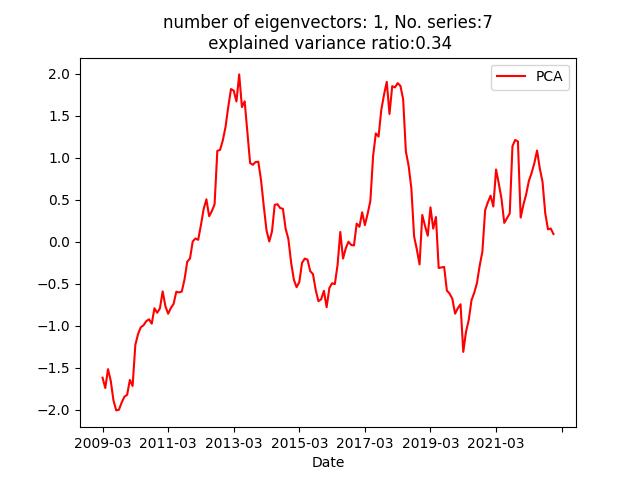 number of eigenvectors: 1, No. series:7
explained variance ratio:0.34
PCA
2.0
1.5
1.0
0.5
0.0
−0.5
−1.0
−1.5
−2.0
2009-03 2011-03 2013-03 2015-03 2017-03 2019-03 2021-03
Date